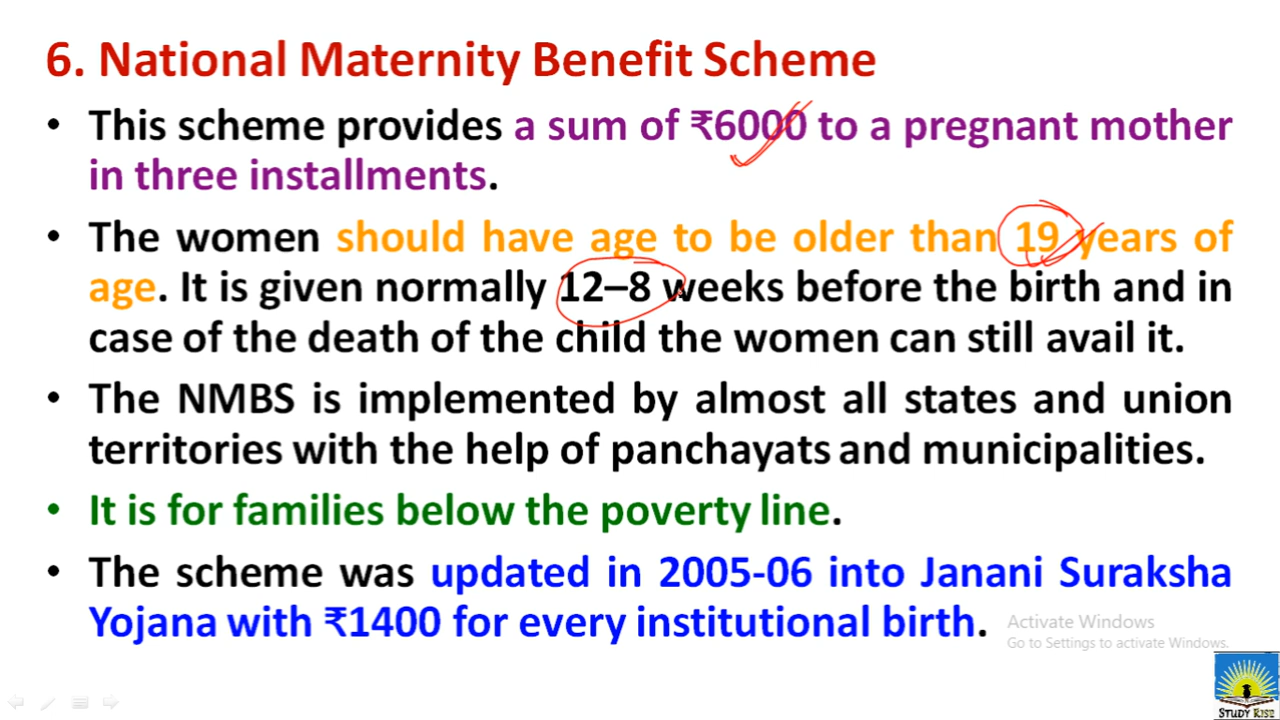 6. National Maternity Benefit Scheme
• This scheme provides a sum of ₹6000 to a pregnant mother
in three installments.
• The women should have age to be older than 19 years of
age. It is given normally 12–8 weeks before the birth and in
case of the death of the child the women can still avail it.
• The NMBS is implemented by almost all states and union
territories with the help of panchayats and municipalities.
• It is for families below the poverty line.
• The scheme was updated in 2005-06 into Janani Suraksha
Yojana with ₹1400 for every institutional birth.
Activate Windows
Go to Settings to activate Windows.
STUDY RISE